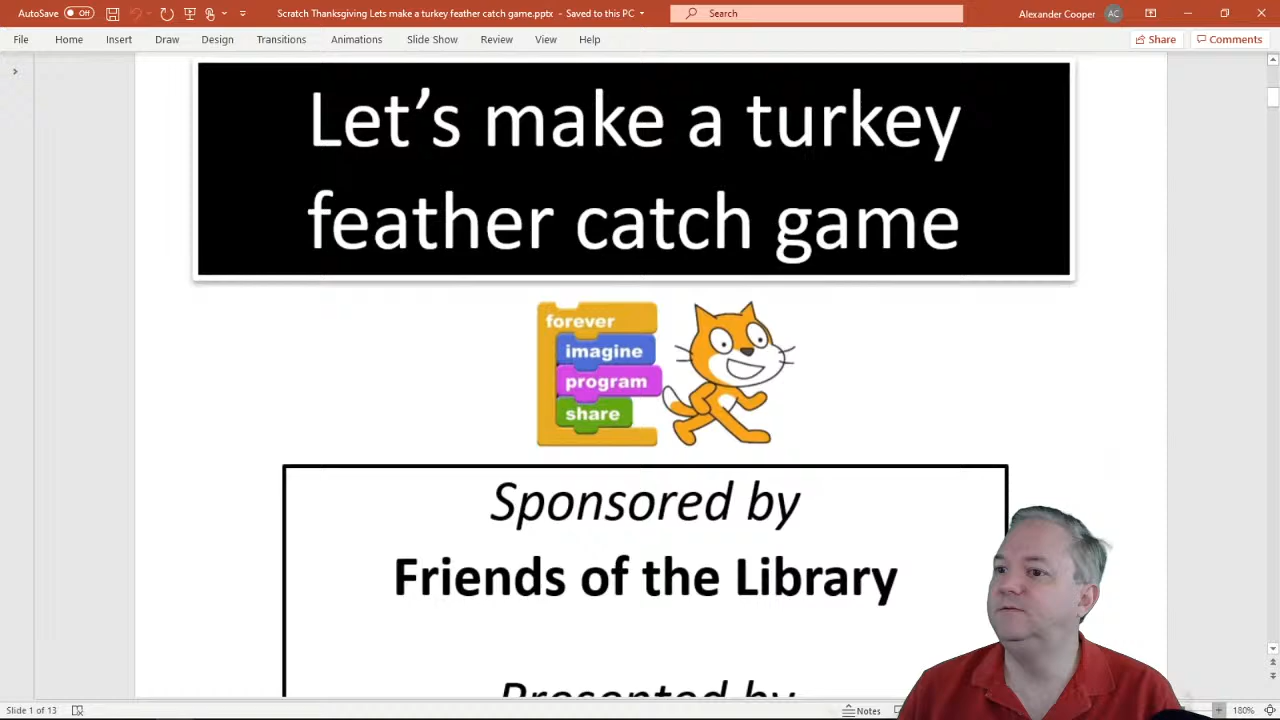 AutoSave Off Scratch Thanksgiving Lets make a turkey feather catch game.pptx - Saved to this PC Search Alexander Cooper AC
File Home Insert Draw Design Transitions Animations Slide Show Review View Help Share Comments
Let's make a turkey
feather catch game
forever
imagine
program
share
Sponsored by
Friends of the Library
Presented by
Slide 1 of 13 Notes 180%